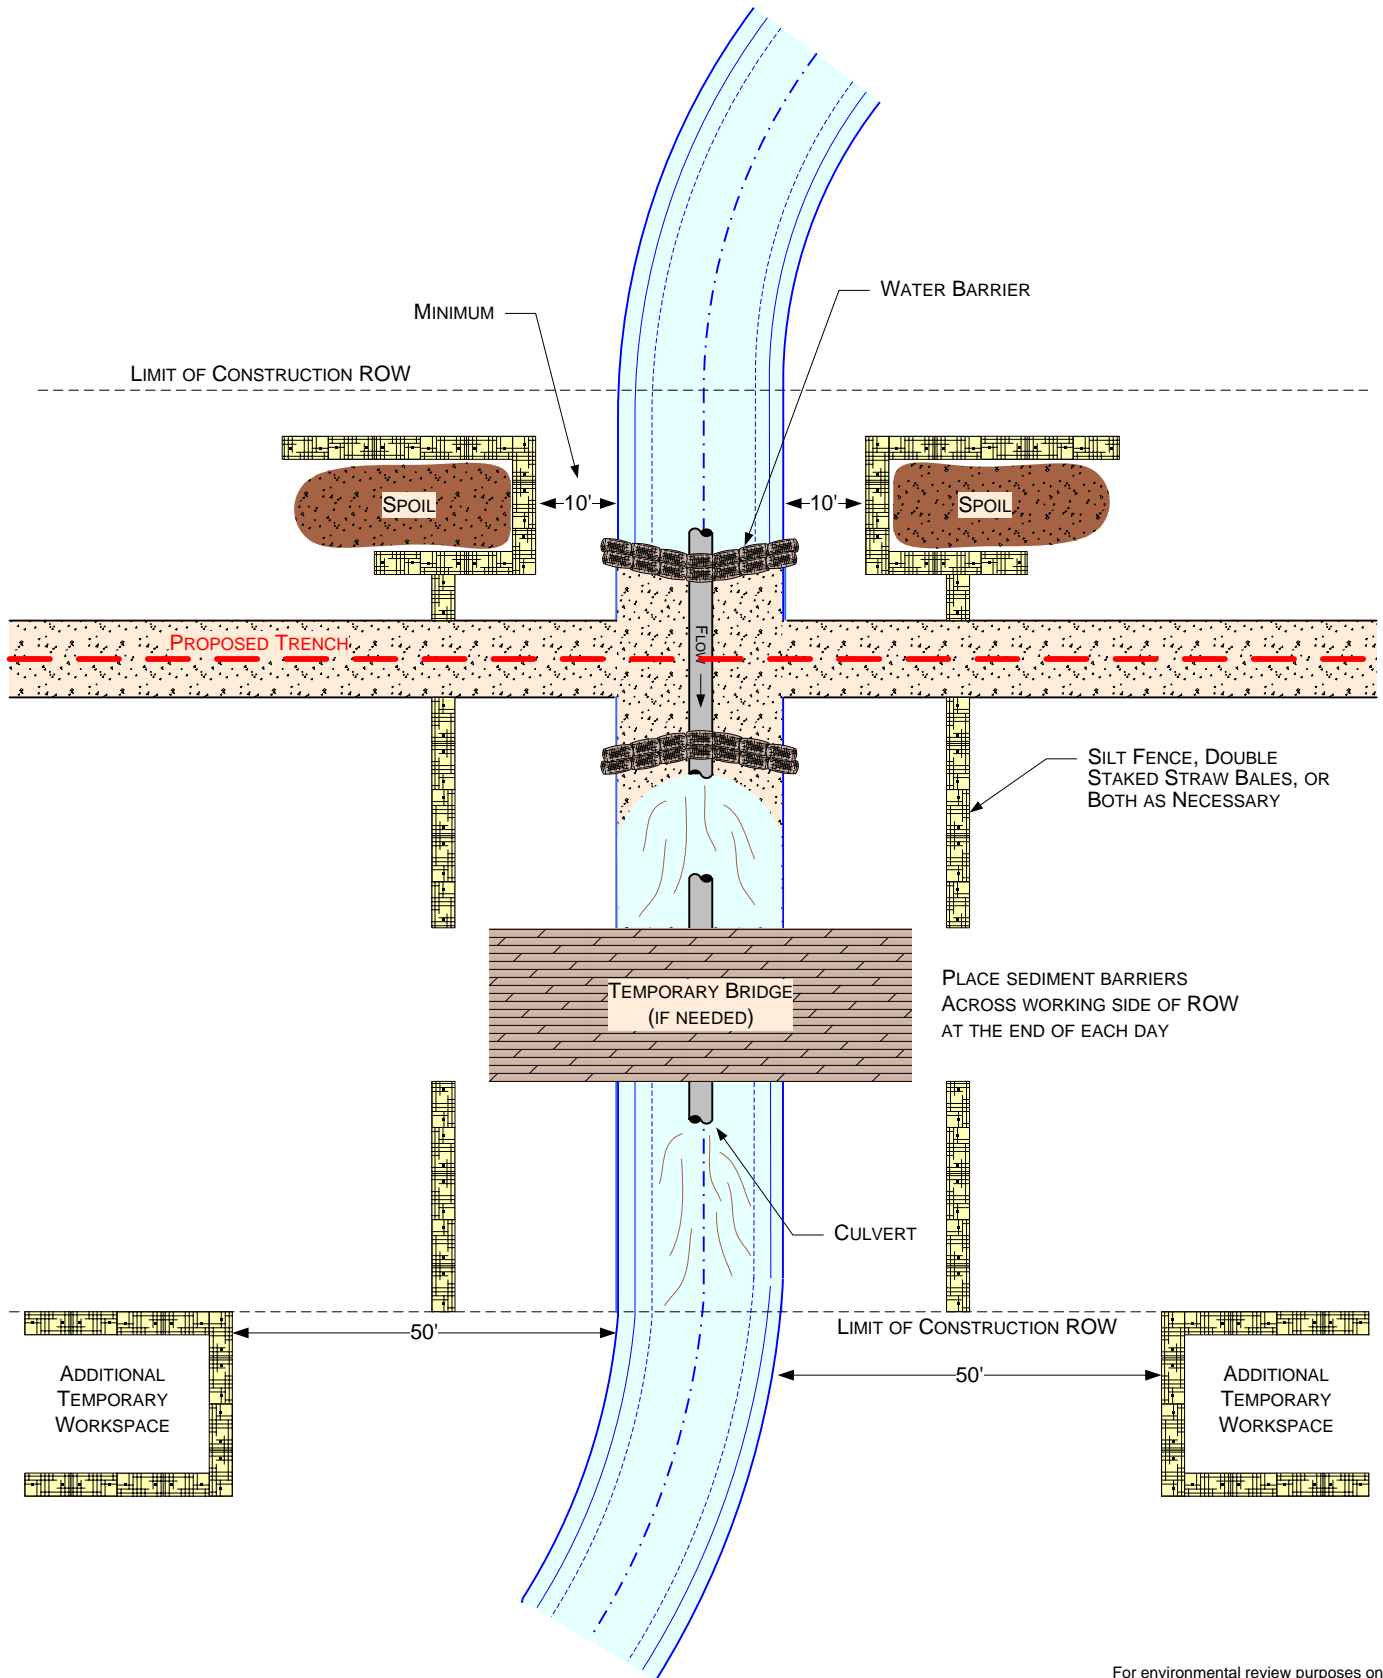 WATER BARRIER
MINIMUM
LIMIT OF CONSTRUCTION ROW
SPOIL
10'
10'
SPOIL
PROPOSED TRENCH
FLOW
SILT FENCE, DOUBLE
STAKED STRAW BALES, OR
BOTH AS NECESSARY
TEMPORARY BRIDGE
(IF NEEDED)
PLACE SEDIMENT BARRIERS
ACROSS WORKING SIDE OF ROW
AT THE END OF EACH DAY
CULVERT
50'
LIMIT OF CONSTRUCTION ROW
50'
ADDITIONAL
TEMPORARY
WORKSPACE
ADDITIONAL
TEMPORARY
WORKSPACE
For environmental review purposes on